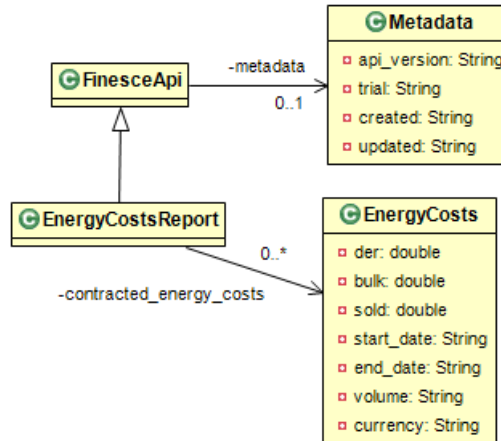 C Metadata
api_version: String
trial: String
created: String
updated: String
C FinesceApi
-metadata
0..1
C EnergyCostsReport
0..*
-contracted_energy_costs
C EnergyCosts
der: double
bulk: double
sold: double
start_date: String
end_date: String
volume: String
currency: String